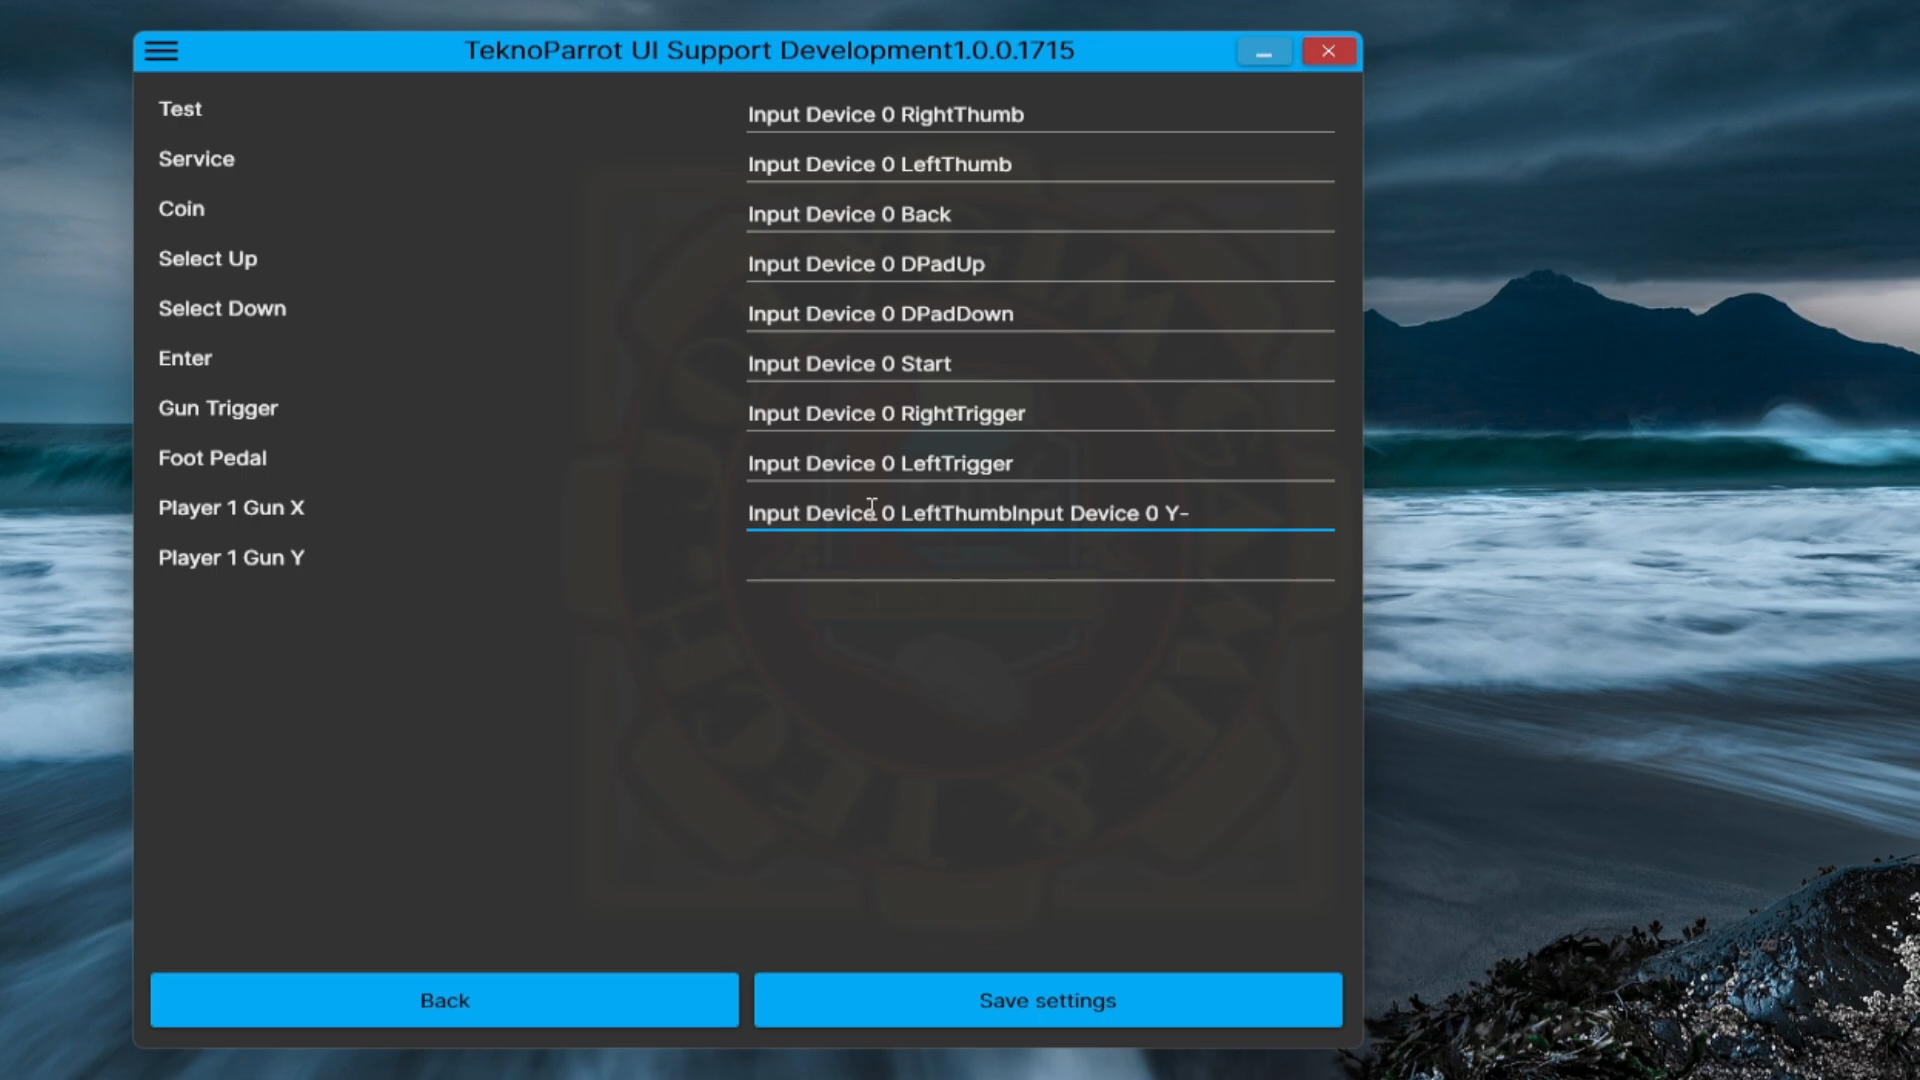 TeknoParrot UI Support Development1.0.0.1715
Test
Input Device 0 RightThumb
Service
Input Device 0 LeftThumb
Coin
Input Device 0 Back
Select Up
Input Device 0 DPadUp
Select Down
Input Device 0 DPadDown
Enter
Input Device 0 Start
Gun Trigger
Input Device 0 RightTrigger
Foot Pedal
Input Device 0 LeftTrigger
Player 1 Gun X
Input Device 0 LeftThumbInput Device 0 Y-
Player 1 Gun Y
Back
Save settings